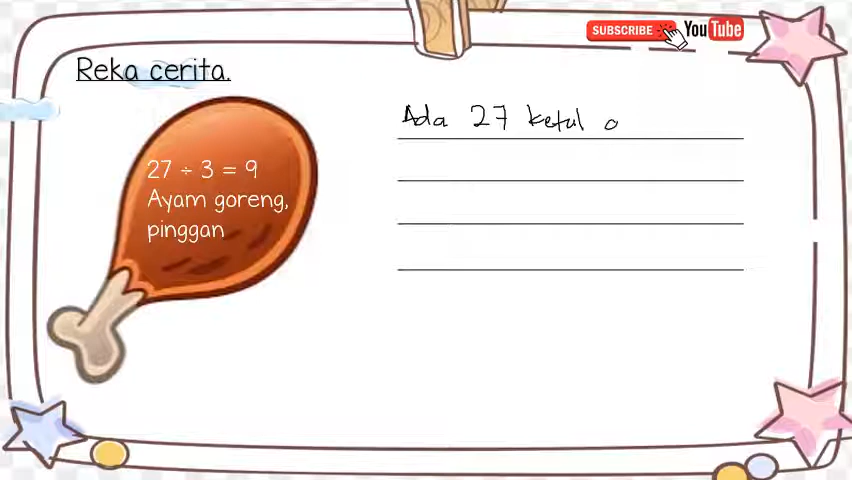 SUBSCRIBE YouTube
Reka cerita.
27 ÷ 3 = 9
Ayam goreng,
pinggan
Ada 27 ketul